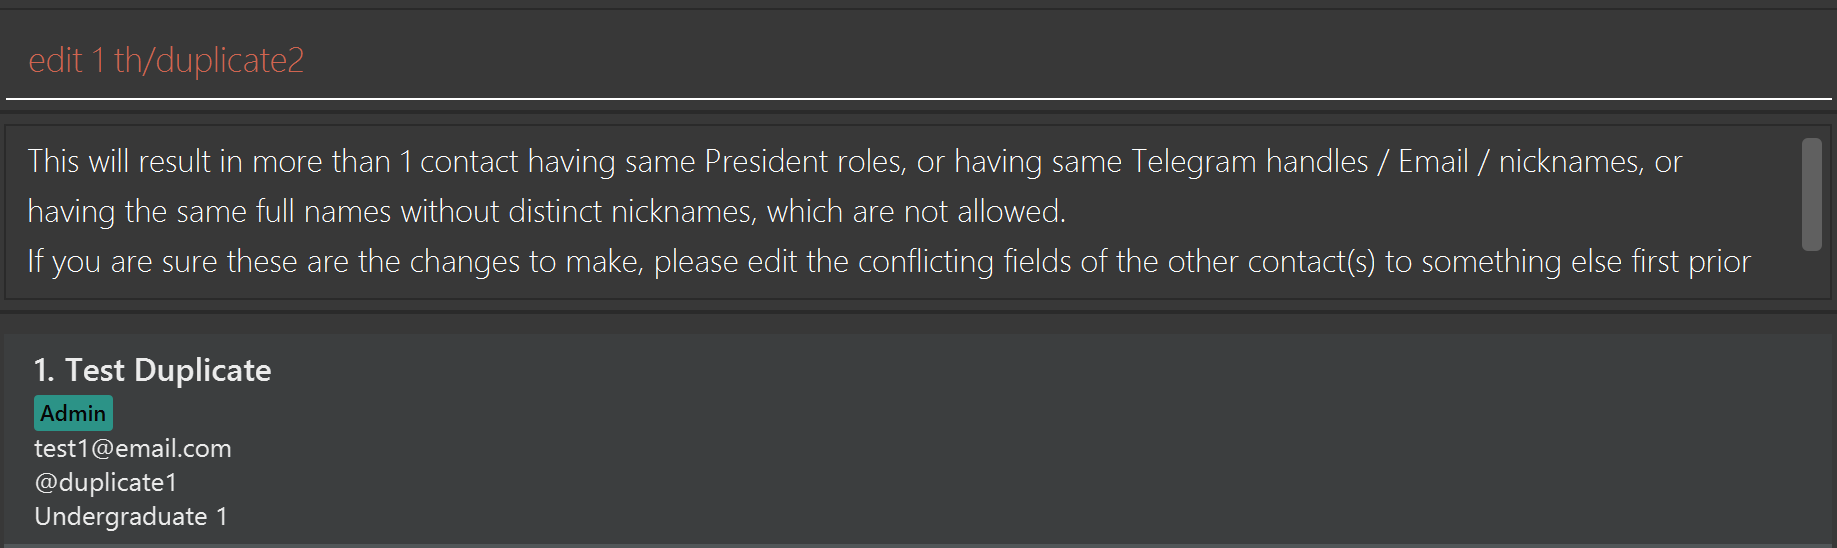 edit 1 th/duplicate2
This will result in more than 1 contact having same President roles, or having same Telegram handles / Email / nicknames, or
having the same full names without distinct nicknames, which are not allowed.
If you are sure these are the changes to make, please edit the conflicting fields of the other contact(s) to something else first prior
1. Test Duplicate
Admin
test1@email.com
@duplicate1
Undergraduate 1